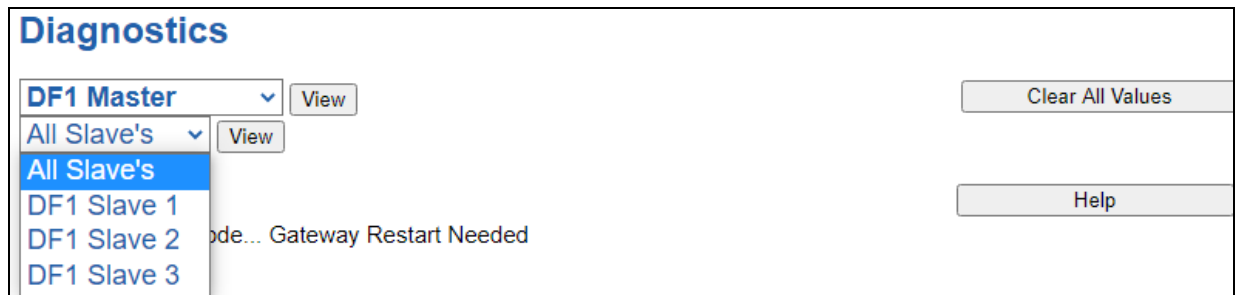 Diagnostics
DF1 Master View Clear All Values
All Slave's View
All Slave's
DF1 Slave 1 Help
DF1 Slave 2 ode... Gateway Restart Needed
DF1 Slave 3